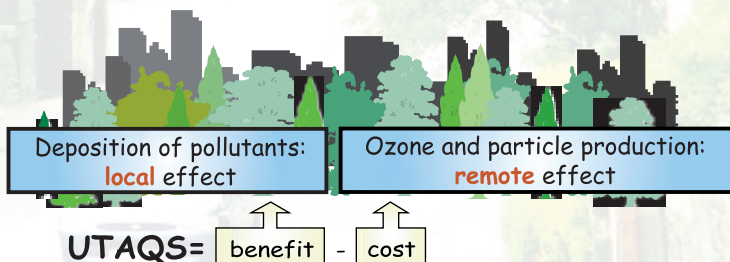 Deposition of pollutants:
local effect
Ozone and particle production:
remote effect
UTAQS= benefit - cost